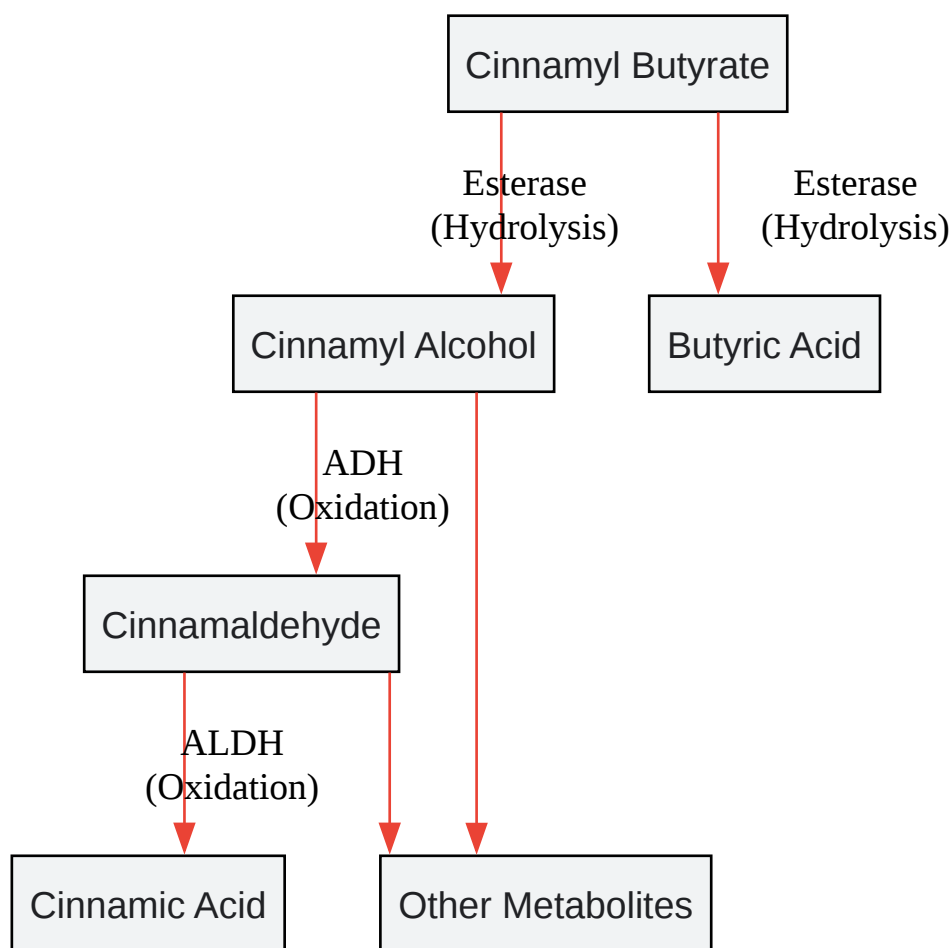 Cinnamyl Butyrate
Esterase
(Hydrolysis)
Esterase
(Hydrolysis)
Cinnamyl Alcohol
Butyric Acid
ADH
(Oxidation)
Cinnamaldehyde
ALDH
(Oxidation)
Cinnamic Acid
Other Metabolites